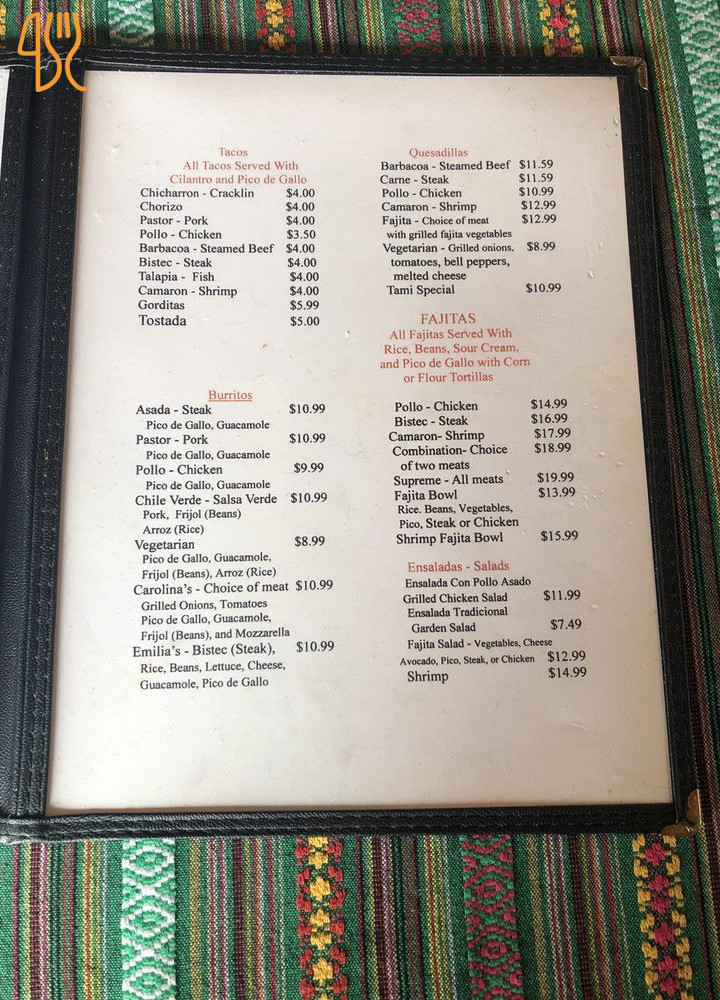 Tacos
All Tacos Served With
Cilantro and Pico de Gallo
Chicharron - Cracklin $4.00
Chorizo $4.00
Pastor - Pork $4.00
Pollo - Chicken $3.50
Barbacoa - Steamed Beef $4.00
Bistec - Steak $4.00
Talapia - Fish $4.00
Camaron - Shrimp $4.00
Gorditas $5.99
Tostada $5.00
Burritos
Asada - Steak $10.99
Pico de Gallo, Guacamole
Pastor - Pork $10.99
Pico de Gallo, Guacamole
Pollo - Chicken $9.99
Pico de Gallo, Guacamole
Chile Verde - Salsa Verde $10.99
Pork, Frijol (Beans)
Arroz (Rice)
Vegetarian $8.99
Pico de Gallo, Guacamole,
Frijol (Beans), Arroz (Rice)
Carolina's - Choice of meat $10.99
Grilled Onions, Tomatoes
Pico de Gallo, Guacamole,
Frijol (Beans), and Mozzarella
Emilia's - Bistec (Steak), $10.99
Rice, Beans, Lettuce, Cheese,
Guacamole, Pico de Gallo
Quesadillas
Barbacoa - Steamed Beef $11.59
Carne - Steak $11.59
Pollo - Chicken $10.99
Camaron - Shrimp $12.99
Fajita - Choice of meat $12.99
with grilled fajita vegetables
Vegetarian - Grilled onions, $8.99
tomatoes, bell peppers,
melted cheese
Tami Special $10.99
FAJITAS
All Fajitas Served With
Rice, Beans, Sour Cream,
and Pico de Gallo with Corn
or Flour Tortillas
Pollo - Chicken $14.99
Bistec - Steak $16.99
Camaron- Shrimp $17.99
Combination- Choice $18.99
of two meats
Supreme - All meats $19.99
Fajita Bowl $13.99
Rice. Beans, Vegetables,
Pico, Steak or Chicken
Shrimp Fajita Bowl $15.99
Ensaladas - Salads
Ensalada Con Pollo Asado
Grilled Chicken Salad $11.99
Ensalada Tradicional
Garden Salad $7.49
Fajita Salad - Vegetables, Cheese
Avocado, Pico, Steak, or Chicken $12.99
Shrimp $14.99